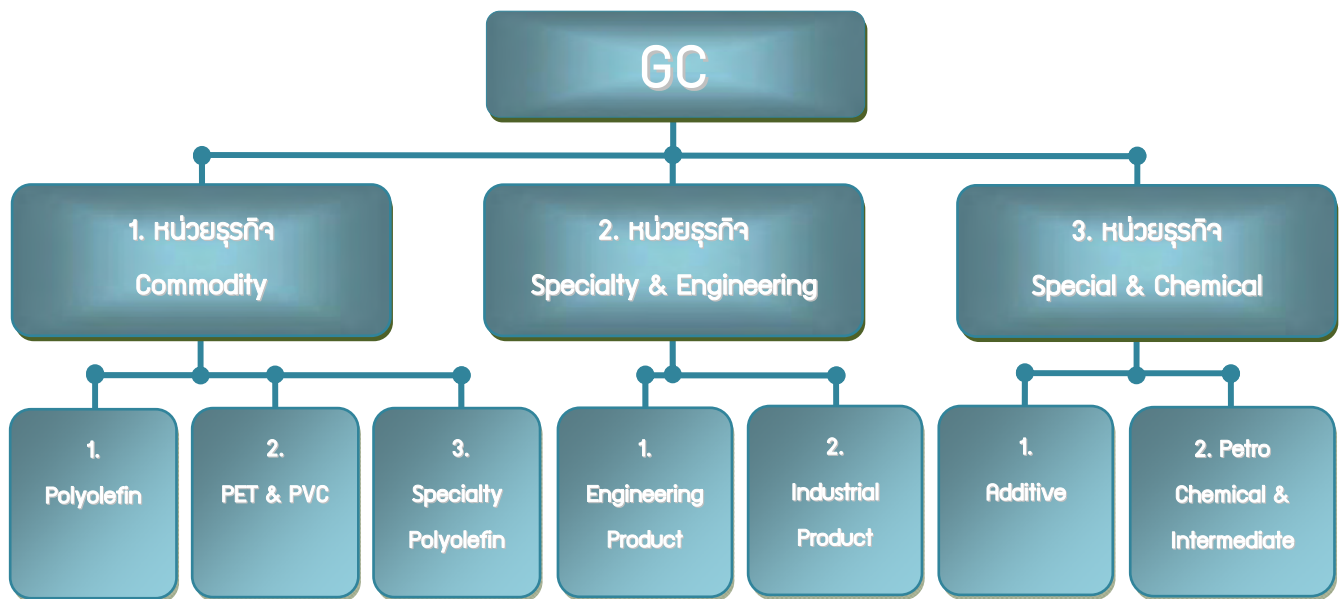 GC
1. หน่วยธุรกิจ
Commodity
2. หน่วยธุรกิจ
Specialty & Engineering
3. หน่วยธุรกิจ
Special & Chemical
1.
Polyolefin
2.
PET & PVC
3.
Specialty
Polyolefin
1.
Engineering
Product
2.
Industrial
Product
1.
Additive
2. Petro
Chemical &
Intermediate